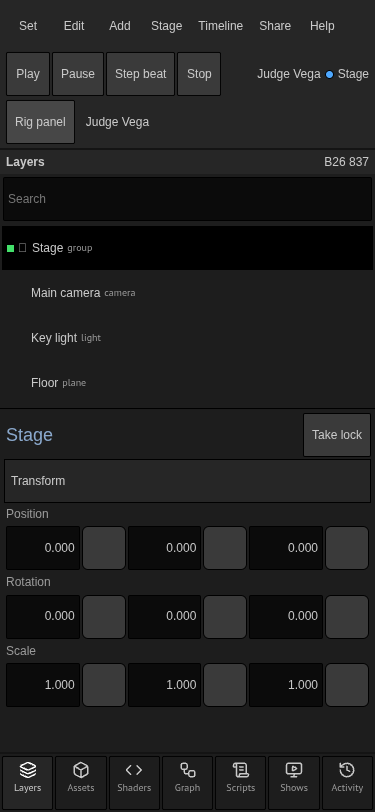 Set Edit Add Stage Timeline Share Help
Play Pause Step beat Stop Judge Vega Stage
Rig panel Judge Vega
Layers B26 837
Search
Stage group
Main camera camera
Key light light
Floor plane
Stage Take lock
Transform
Position
0.000 0.000 0.000
Rotation
0.000 0.000 0.000
Scale
1.000 1.000 1.000
Layers Assets Shaders Graph Scripts Shows Activity